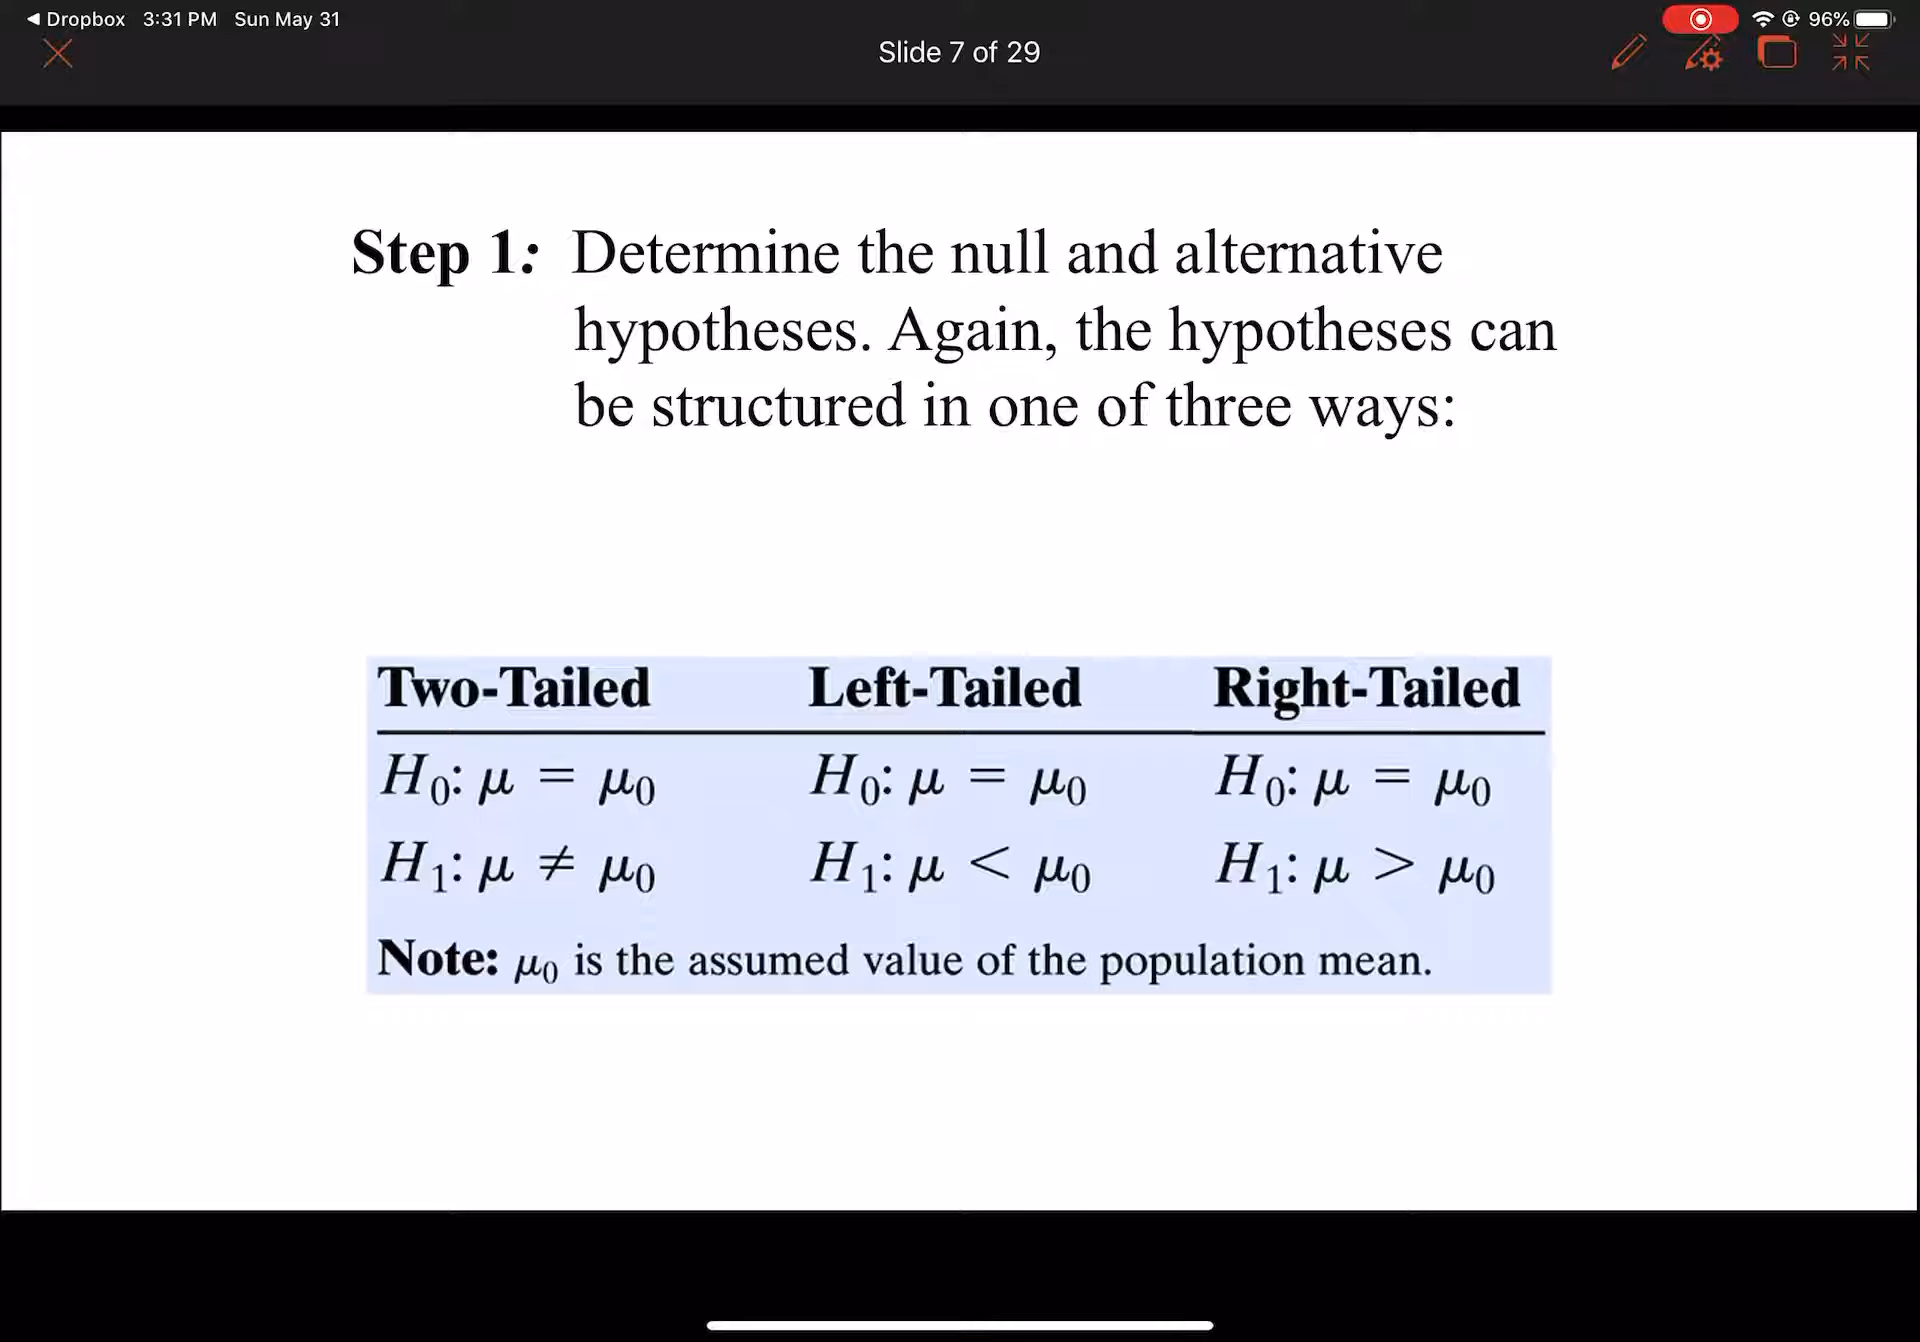 Dropbox 3:31 PM Sun May 31 96%
Slide 7 of 29
Step 1: Determine the null and alternative
hypotheses. Again, the hypotheses can
be structured in one of three ways:
Two-Tailed Left-Tailed Right-Tailed
H₀: μ = μ₀ H₀: μ = μ₀ H₀: μ = μ₀
H₁: μ ≠ μ₀ H₁: μ < μ₀ H₁: μ > μ₀
Note: μ₀ is the assumed value of the population mean.